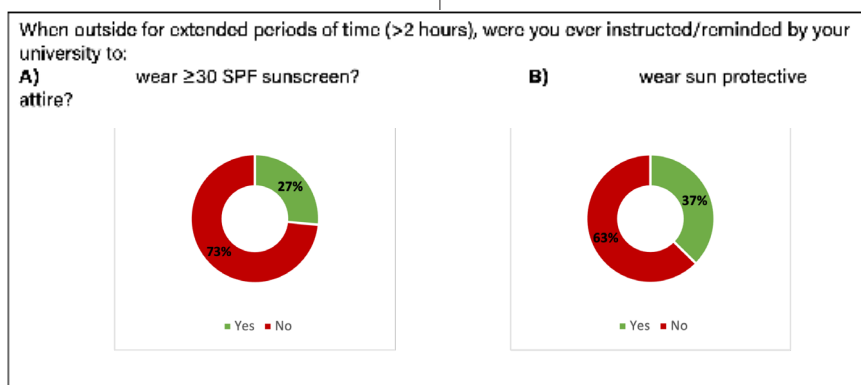 When outside for extended periods of time (>2 hours), were you ever instructed/reminded by your
university to:
A) wear ≥30 SPF sunscreen? B) wear sun protective
attire?
27%
73%
Yes No
37%
63%
Yes No